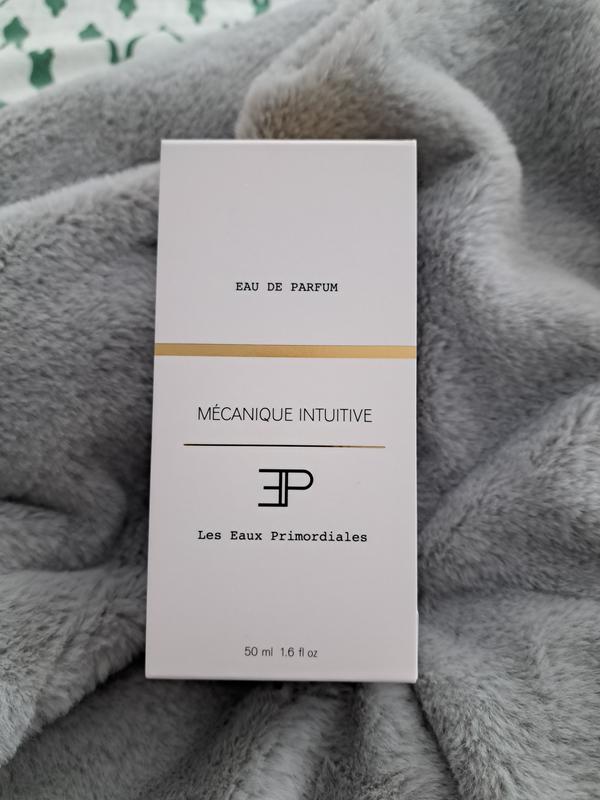 EAU DE PARFUM
MÉCANIQUE INTUITIVE
EP
Les Eaux Primordiales
50 ml 1.6 fl oz